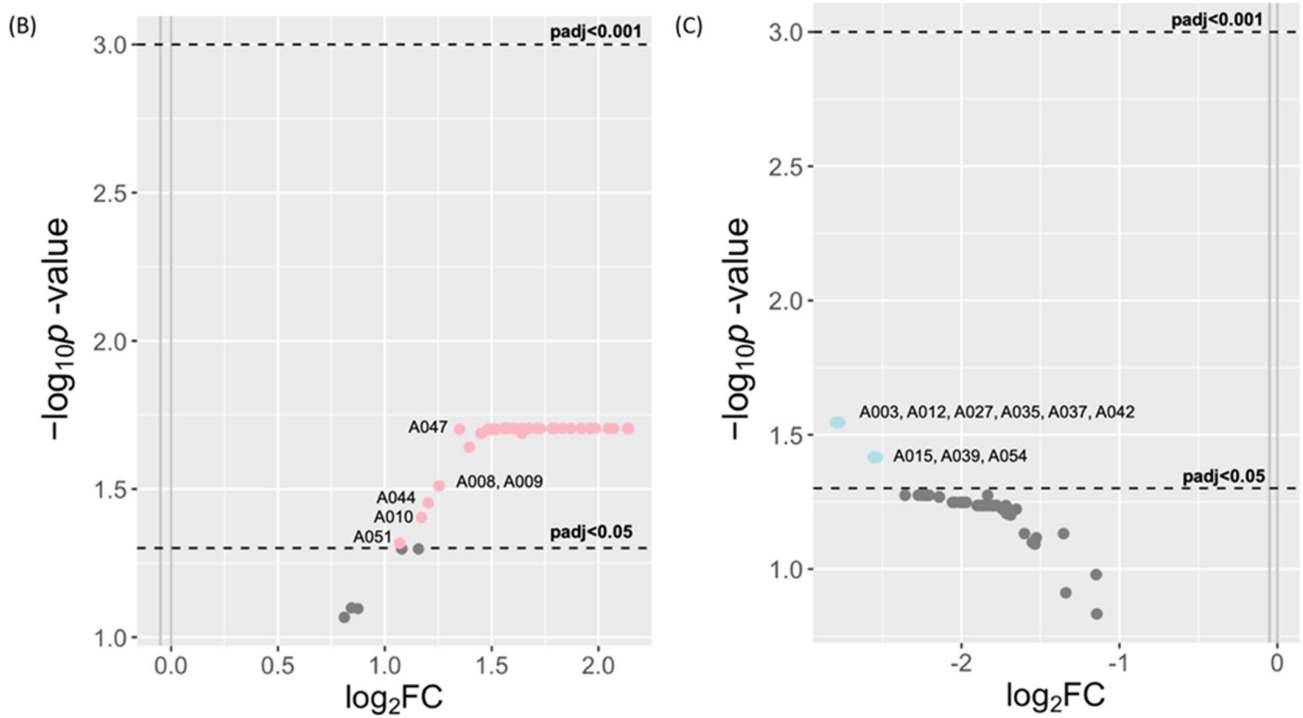 (B)
padj<0.001
3.0
2.5
2.0
1.5
1.0
−log10p -value
A047
A008, A009
A044
A010
A051
padj<0.05
0.0 0.5 1.0 1.5 2.0
log2FC
(C)
padj<0.001
3.0
2.5
2.0
1.5
1.0
−log10p -value
A003, A012, A027, A035, A037, A042
A015, A039, A054
padj<0.05
-2 -1 0
log2FC